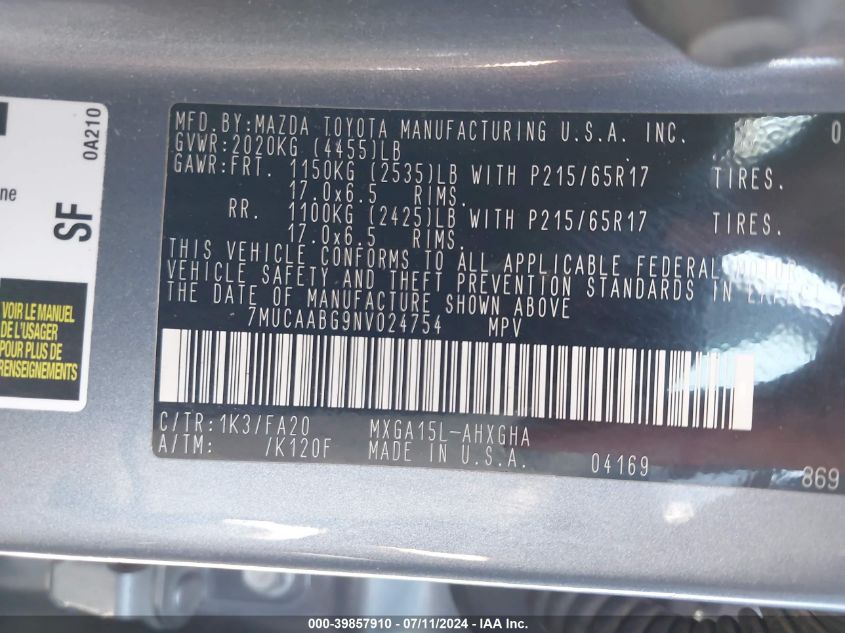 0A210
ne
SF
VOIR LE MANUEL
DE L'USAGER
POUR PLUS DE
RENSEIGNEMENTS
MFD.BY:MAZDA TOYOTA MANUFACTURING U.S.A. INC. 0
GVWR:2020KG (4455)LB
GAWR:FRT. 1150KG (2535)LB WITH P215/65R17 TIRES.
17.0x6.5 RIMS.
RR. 1100KG (2425)LB WITH P215/65R17 TIRES.
17.0x6.5 RIMS.
THIS VEHICLE CONFORMS TO ALL APPLICABLE FEDERAL MOTOR
VEHICLE SAFETY AND THEFT PREVENTION STANDARDS IN
THE DATE OF MANUFACTURE SHOWN ABOVE
7MUCAABG9NV024754 MPV
C/TR:1K3/FA20 MXGA15L-AHXGHA
A/TM: /K120F MADE IN U.S.A. 04169 869
000-39857910 - 07/11/2024 - IAA Inc.